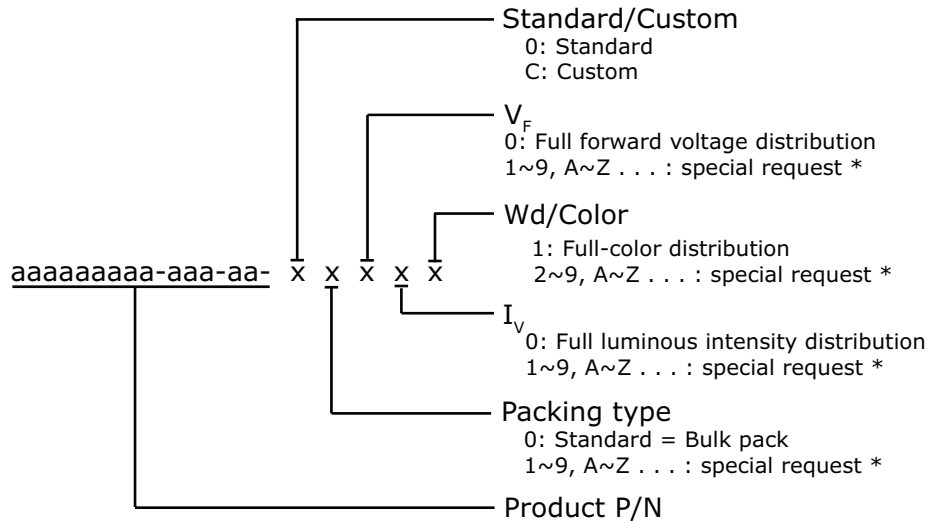 Standard/Custom
0: Standard
C: Custom
VF
0: Full forward voltage distribution
1~9, A~Z . . . : special request *
Wd/Color
1: Full-color distribution
2~9, A~Z . . . : special request *
aaaaaaaaa-aaa-aa- x x x x x
IV
0: Full luminous intensity distribution
1~9, A~Z . . . : special request *
Packing type
0: Standard = Bulk pack
1~9, A~Z . . . : special request *
Product P/N